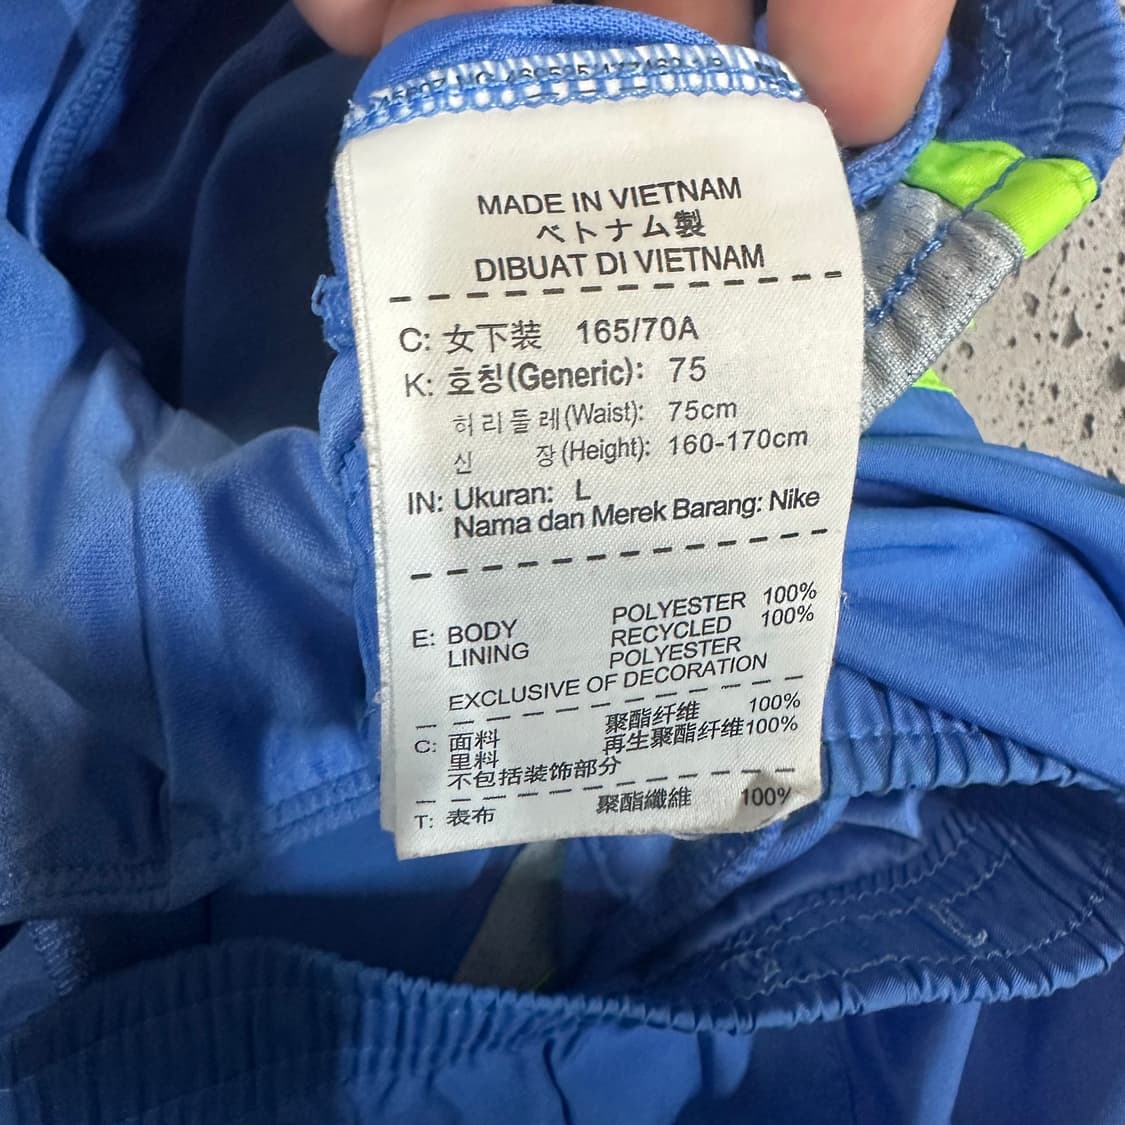 MADE IN VIETNAM
ベトナム製
DIBUAT DI VIETNAM
C: 女下装 165/70A
K: 호칭(Generic): 75
허리둘레(Waist): 75cm
신 장(Height): 160-170cm
IN: Ukuran: L
Nama dan Merek Barang: Nike
E: BODY POLYESTER 100%
LINING RECYCLED 100%
POLYESTER
EXCLUSIVE OF DECORATION
C: 面料 聚酯纤维 100%
里料 再生聚酯纤维100%
不包括装饰部分
T: 表布 聚酯纖維 100%